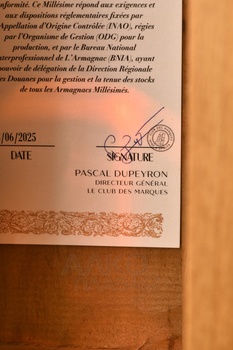 onformité. Ce Millésime répond aux exigences et
aux dispositions réglementaires fixées par
Appellation d'Origine Contrôlée (INAO), régies
par l'Organisme de Gestion (ODG) pour la
production, et par le Bureau National
nterprofessionnel de L'Armagnac (BNIA), ayant
pouvoir de délégation de la Direction Régionale
des Douanes pour la gestion et la tenue des stocks
de tous les Armagnacs Millésimés.
/06/2025
DATE
SIGNATURE
PASCAL DUPEYRON
DIRECTEUR GÉNÉRAL
LE CLUB DES MARQUES